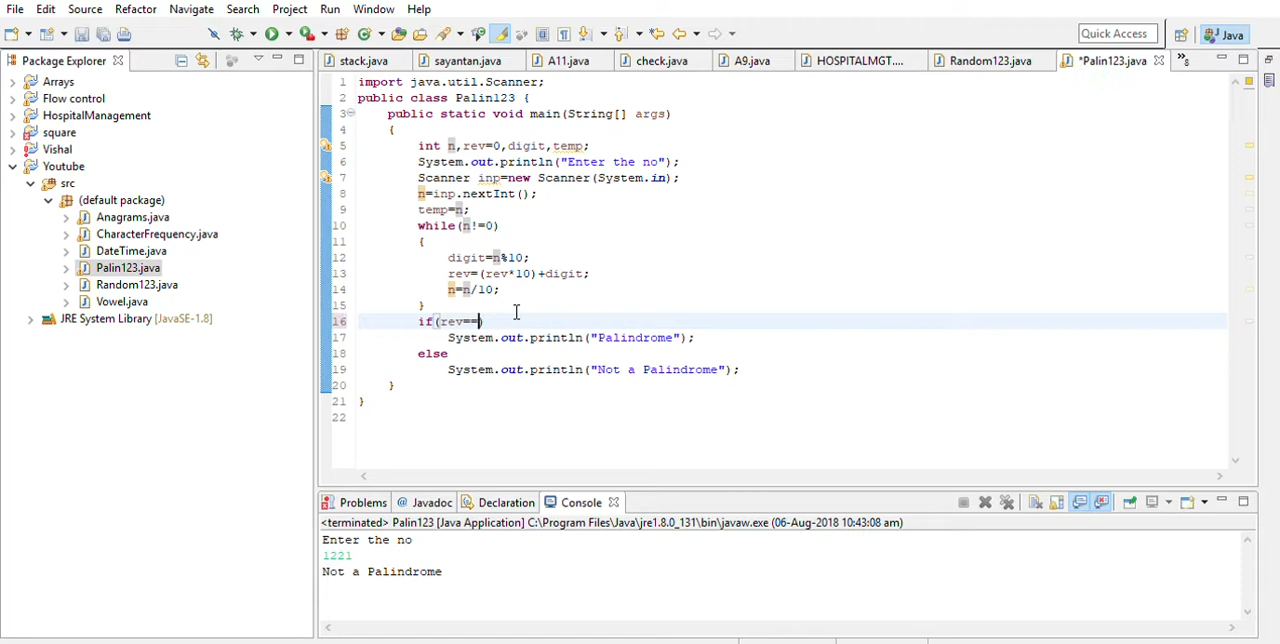 File Edit Source Refactor Navigate Search Project Run Window Help
Quick Access
Java
Package Explorer
stack.java sayantan.java A11.java check.java A9.java HOSPITALMGT.... Random123.java *Palin123.java
Arrays
Flow control
HospitalManagement
square
Vishal
Youtube
src
(default package)
Anagrams.java
CharacterFrequency.java
DateTime.java
Palin123.java
Random123.java
Vowel.java
JRE System Library [JavaSE-1.8]
1 import java.util.Scanner;
2 public class Palin123 {
3 public static void main(String[] args)
4 {
5 int n,rev=0,digit,temp;
6 System.out.println("Enter the no");
7 Scanner inp=new Scanner(System.in);
8 n=inp.nextInt();
9 temp=n;
10 while(n!=0)
11 {
12 digit=n%10;
13 rev=(rev*10)+digit;
14 n=n/10;
15 }
16 if(rev==)
17 System.out.println("Palindrome");
18 else
19 System.out.println("Not a Palindrome");
20 }
21 }
22
Problems @ Javadoc Declaration Console
<terminated> Palin123 [Java Application] C:\Program Files\Java\jre1.8.0_131\bin\javaw.exe (06-Aug-2018 10:43:08 am)
Enter the no
1221
Not a Palindrome